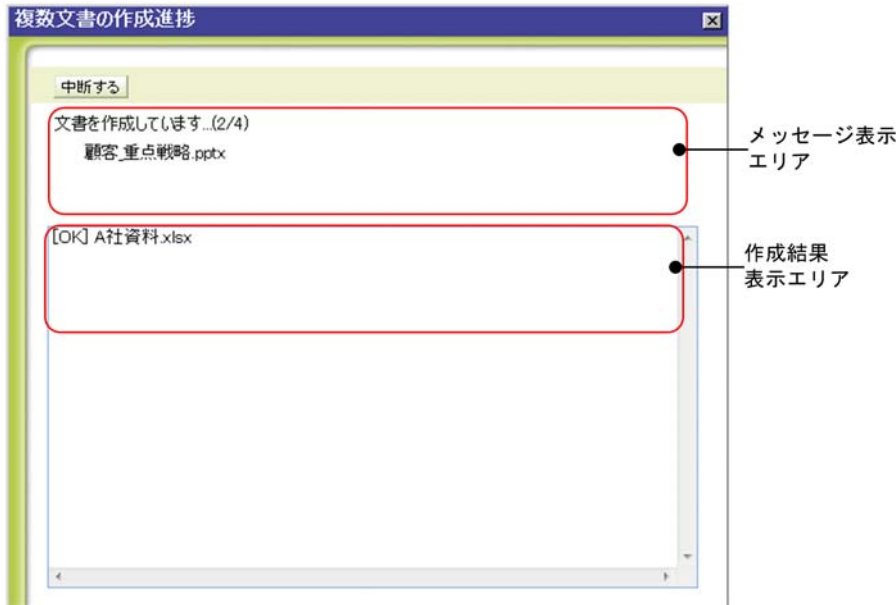 複数文書の作成進捗
中断する
文書を作成しています...(2/4)
顧客_重点戦略.pptx
メッセージ表示
エリア
[OK] A社資料.xlsx
作成結果
表示エリア